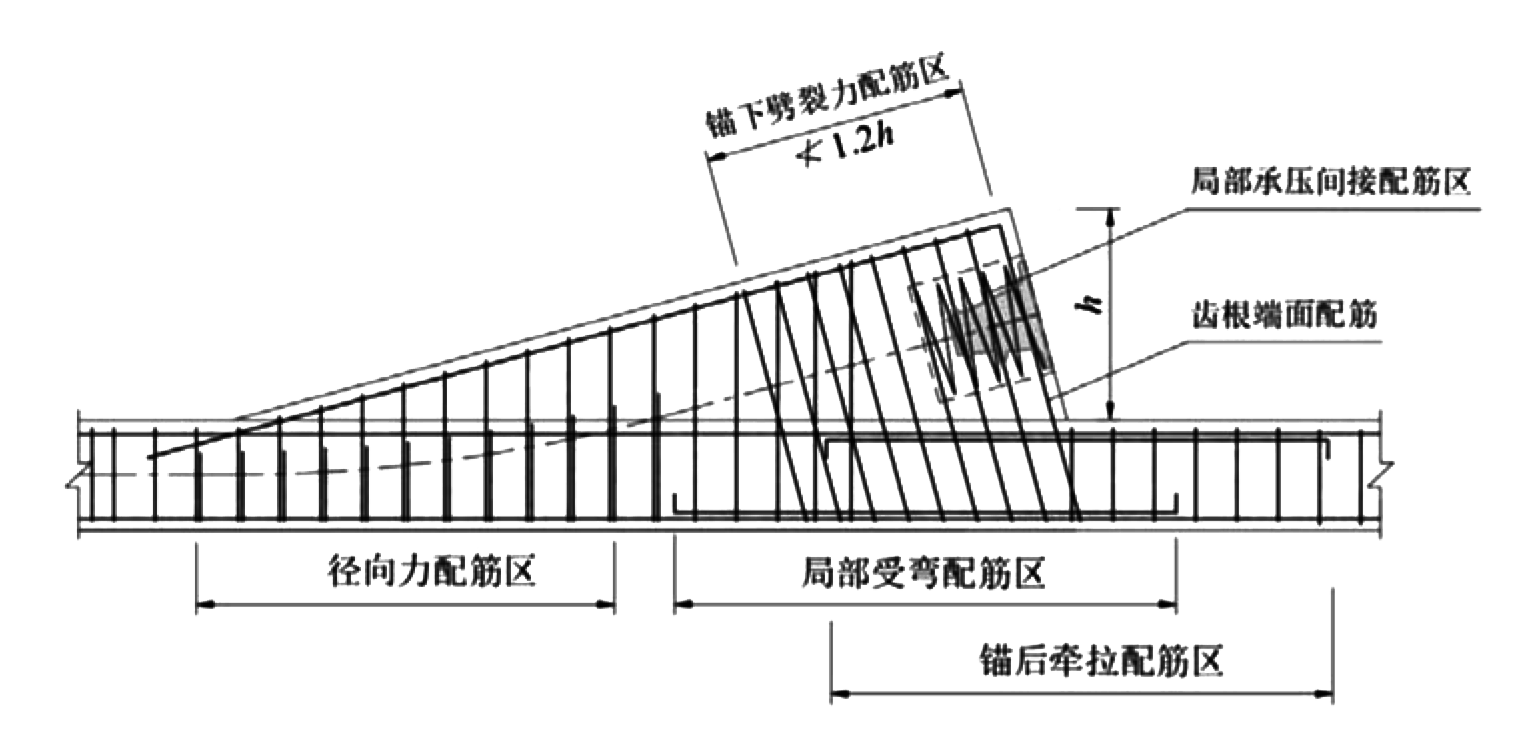 锚下劈裂力配筋区
≮ 1.2h
局部承压间接配筋区
h
齿根端面配筋
径向力配筋区
局部受弯配筋区
锚后牵拉配筋区